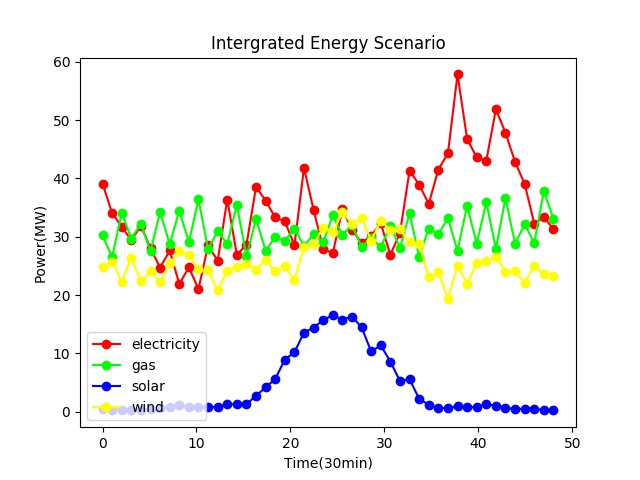 Intergrated Energy Scenario
Power(MW)
60
50
40
30
20
10
0
electricity
gas
solar
wind
0 10 20 30 40 50
Time(30min)